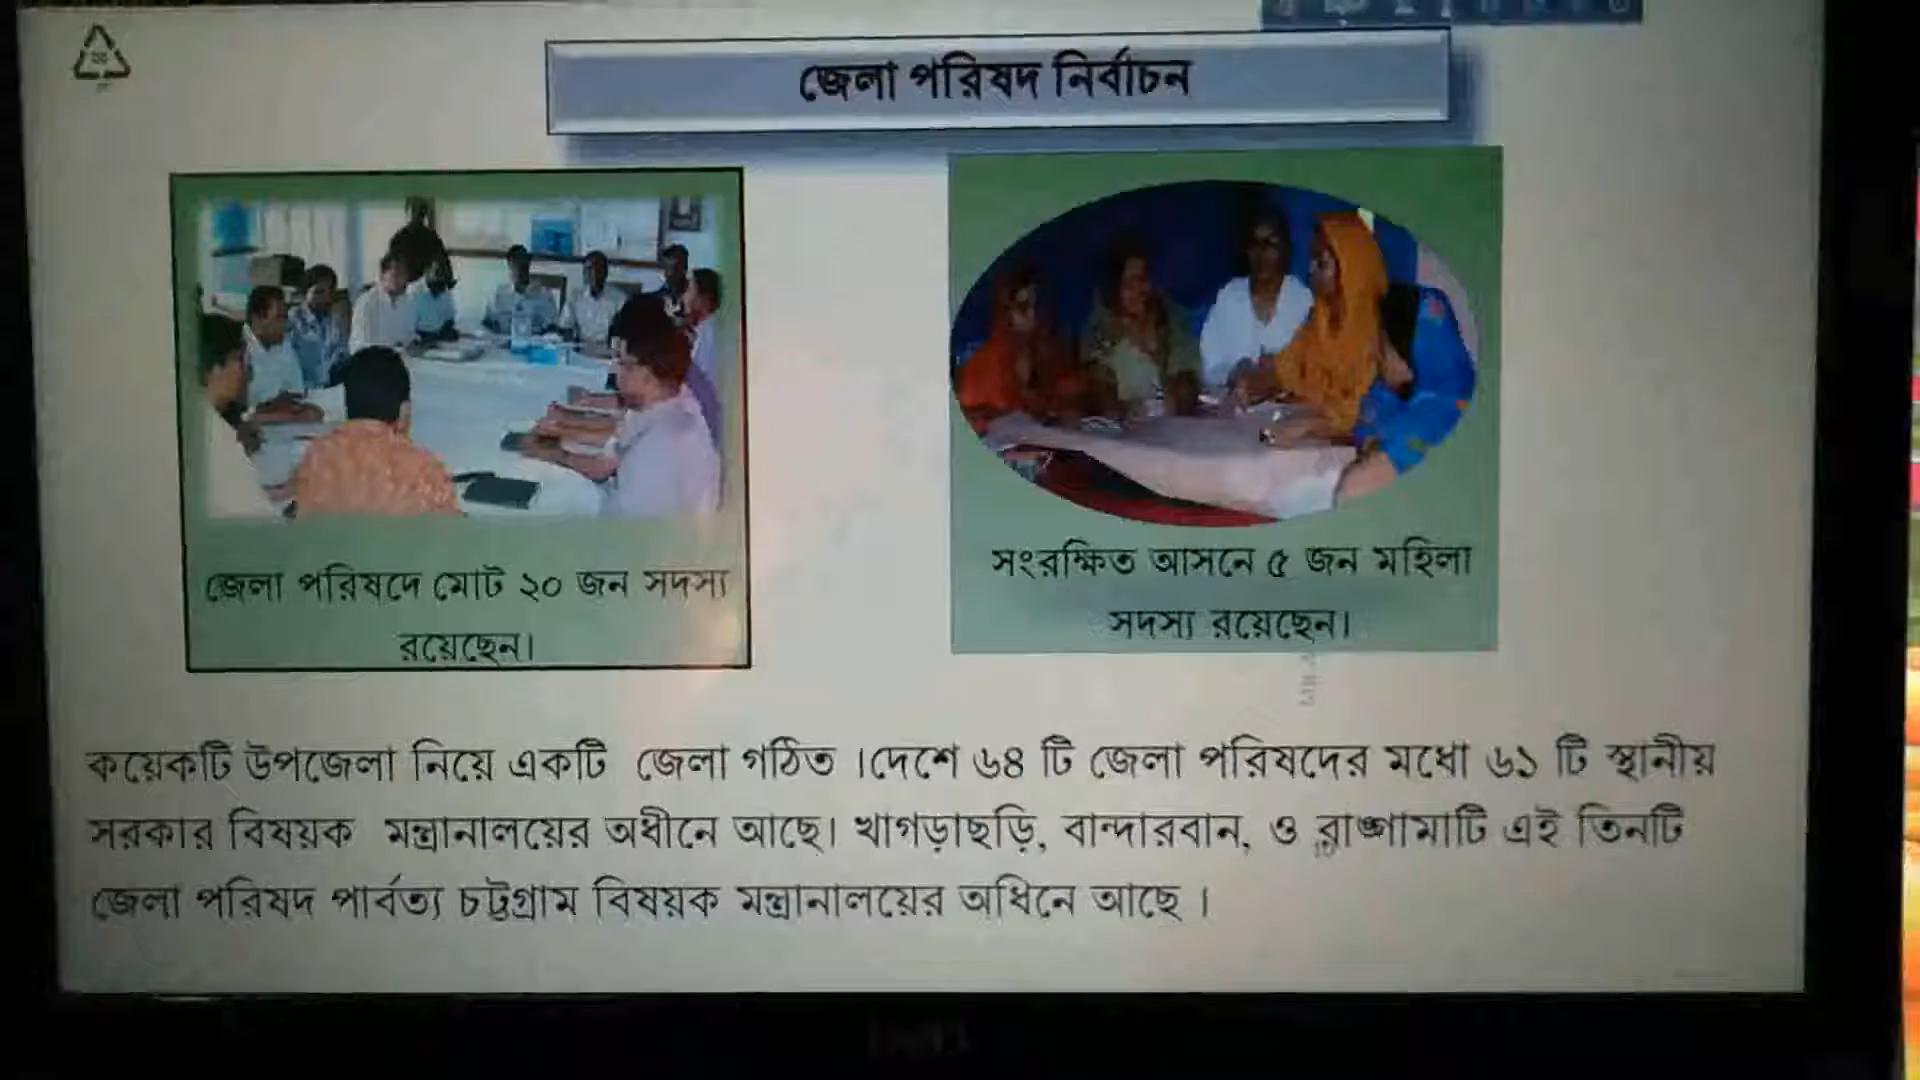 জেলা পরিষদ নির্বাচন
জেলা পরিষদে মোট ২০ জন সদস্য
রয়েছেন।
সংরক্ষিত আসনে ৫ জন মহিলা
সদস্য রয়েছেন।
কয়েকটি উপজেলা নিয়ে একটি জেলা গঠিত ।দেশে ৬৪ টি জেলা পরিষদের মধ্যে ৬১ টি স্থানীয়
সরকার বিষয়ক মন্ত্রানালয়ের অধীনে আছে। খাগড়াছড়ি, বান্দারবান, ও রাঙ্গামাটি এই তিনটি
জেলা পরিষদ পার্বত্য চট্টগ্রাম বিষয়ক মন্ত্রানালয়ের অধিনে আছে ।